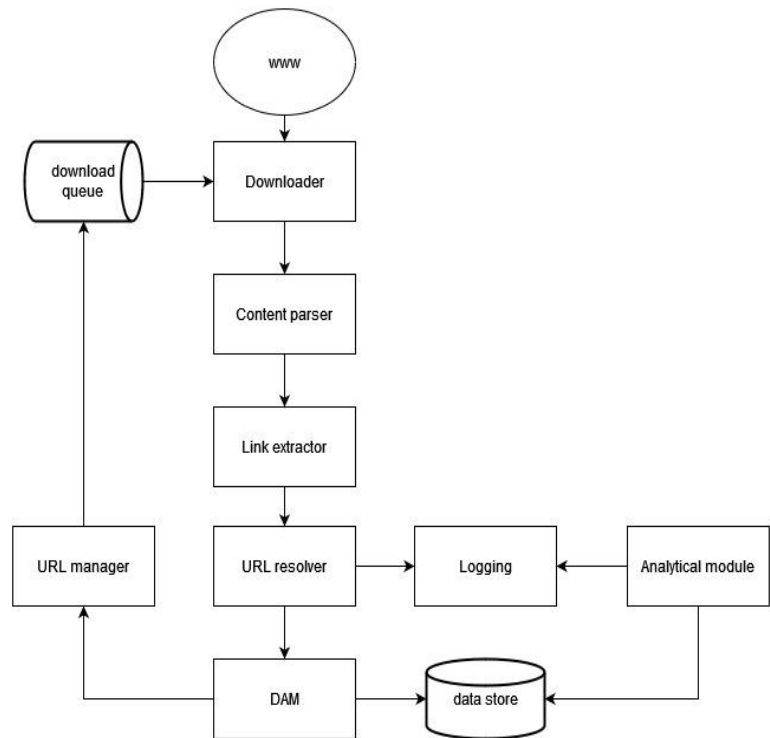 www
download
queue
Downloader
Content parser
Link extractor
URL manager
URL resolver
Logging
Analytical module
DAM
data store